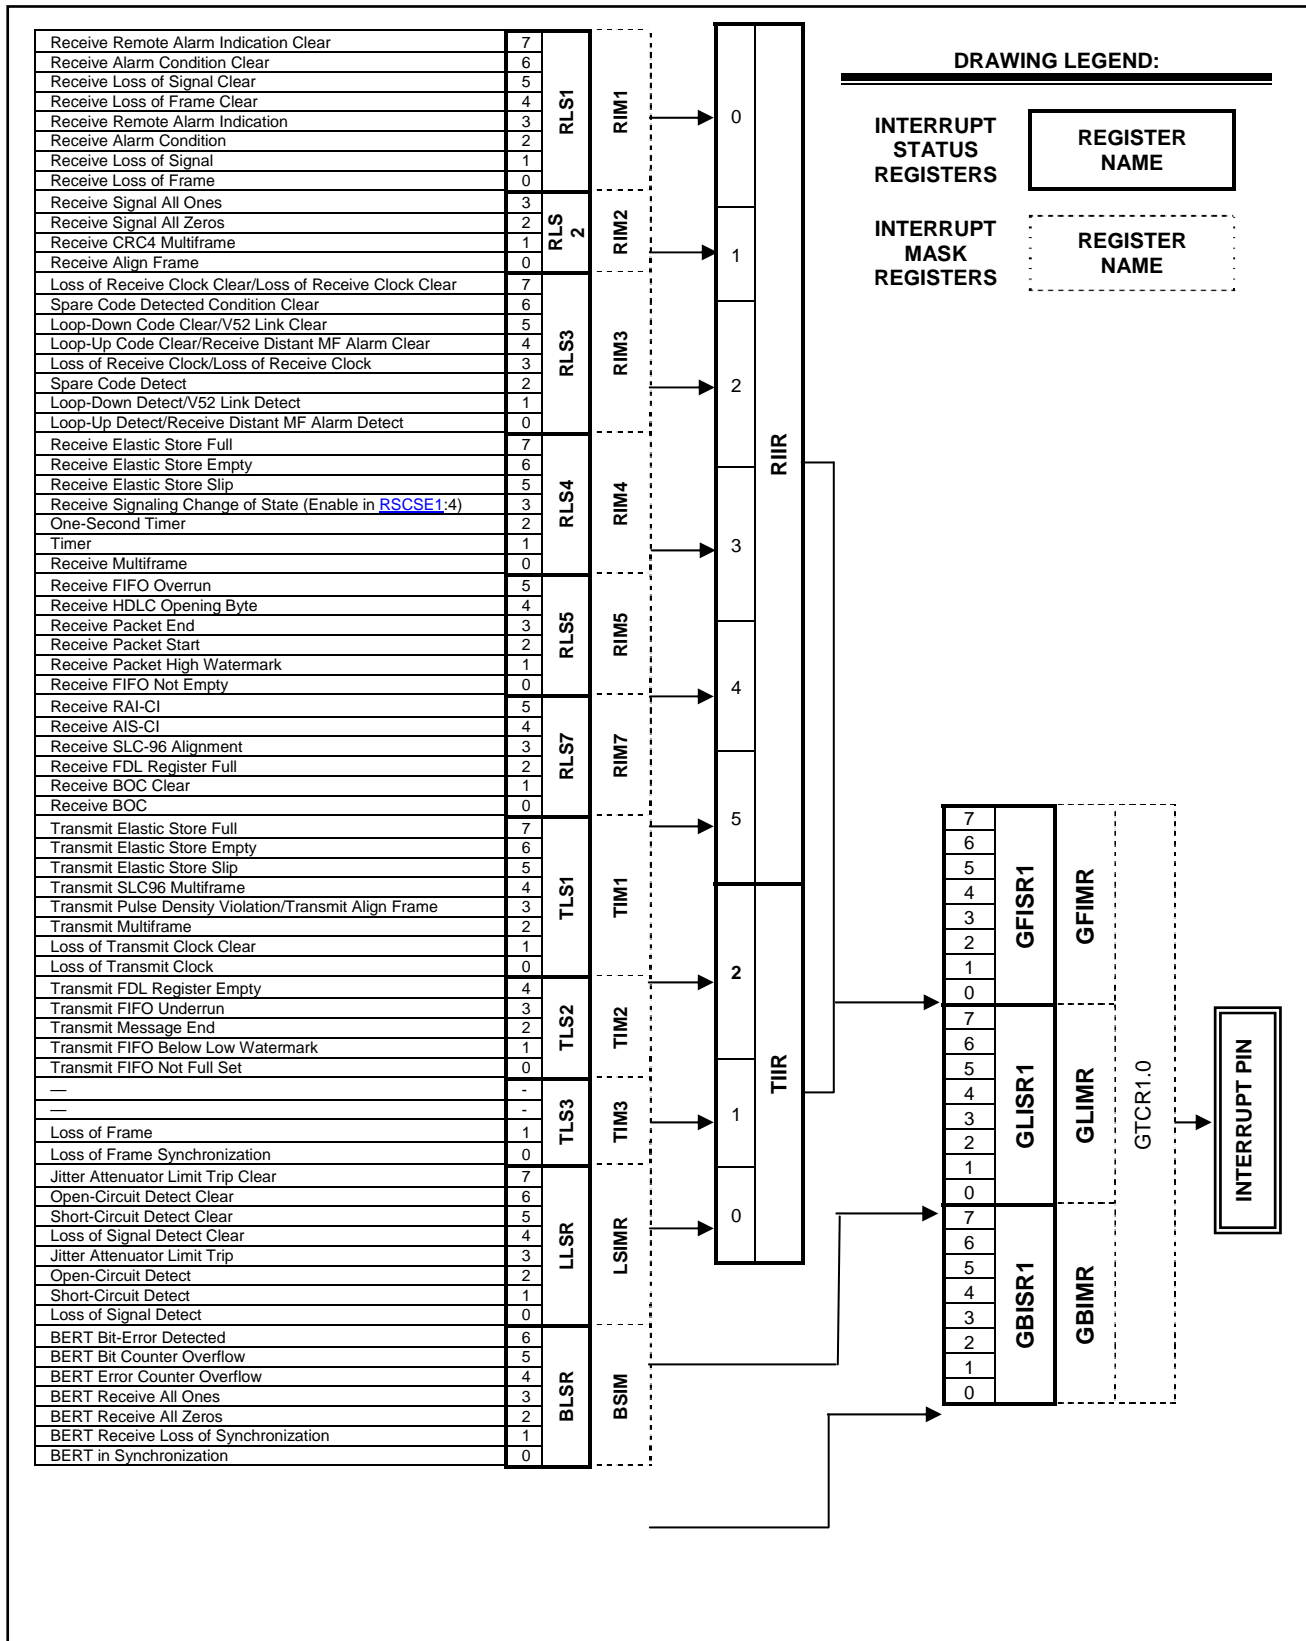 Receive Remote Alarm Indication Clear 7
Receive Alarm Condition Clear 6
Receive Loss of Signal Clear 5
Receive Loss of Frame Clear 4
Receive Remote Alarm Indication 3
Receive Alarm Condition 2
Receive Loss of Signal 1
Receive Loss of Frame 0
RLS1
RIM1
Receive Signal All Ones 3
Receive Signal All Zeros 2
Receive CRC4 Multiframe 1
Receive Align Frame 0
RLS
2
RIM2
Loss of Receive Clock Clear/Loss of Receive Clock Clear 7
Spare Code Detected Condition Clear 6
Loop-Down Code Clear/V52 Link Clear 5
Loop-Up Code Clear/Receive Distant MF Alarm Clear 4
Loss of Receive Clock/Loss of Receive Clock 3
Spare Code Detect 2
Loop-Down Detect/V52 Link Detect 1
Loop-Up Detect/Receive Distant MF Alarm Detect 0
RLS3
RIM3
Receive Elastic Store Full 7
Receive Elastic Store Empty 6
Receive Elastic Store Slip 5
Receive Signaling Change of State (Enable in RSCSE1:4) 3
One-Second Timer 2
Timer 1
Receive Multiframe 0
RLS4
RIM4
Receive FIFO Overrun 5
Receive HDLC Opening Byte 4
Receive Packet End 3
Receive Packet Start 2
Receive Packet High Watermark 1
Receive FIFO Not Empty 0
RLS5
RIM5
Receive RAI-CI 5
Receive AIS-CI 4
Receive SLC-96 Alignment 3
Receive FDL Register Full 2
Receive BOC Clear 1
Receive BOC 0
RLS7
RIM7
Transmit Elastic Store Full 7
Transmit Elastic Store Empty 6
Transmit Elastic Store Slip 5
Transmit SLC96 Multiframe 4
Transmit Pulse Density Violation/Transmit Align Frame 3
Transmit Multiframe 2
Loss of Transmit Clock Clear 1
Loss of Transmit Clock 0
TLS1
TIM1
Transmit FDL Register Empty 4
Transmit FIFO Underrun 3
Transmit Message End 2
Transmit FIFO Below Low Watermark 1
Transmit FIFO Not Full Set 0
TLS2
TIM2
— -
— -
Loss of Frame 1
Loss of Frame Synchronization 0
TLS3
TIM3
Jitter Attenuator Limit Trip Clear 7
Open-Circuit Detect Clear 6
Short-Circuit Detect Clear 5
Loss of Signal Detect Clear 4
Jitter Attenuator Limit Trip 3
Open-Circuit Detect 2
Short-Circuit Detect 1
Loss of Signal Detect 0
LLSR
LSIMR
BERT Bit-Error Detected 6
BERT Bit Counter Overflow 5
BERT Error Counter Overflow 4
BERT Receive All Ones 3
BERT Receive All Zeros 2
BERT Receive Loss of Synchronization 1
BERT in Synchronization 0
BLSR
BSIM
0
1
2
3
4
5
RIIR
2
1
0
TIIR
DRAWING LEGEND:
INTERRUPT
STATUS
REGISTERS
REGISTER
NAME
INTERRUPT
MASK
REGISTERS
REGISTER
NAME
7
6
5
4
3
2
1
0
GFISR1
GFIMR
7
6
5
4
3
2
1
0
GLISR1
GLIMR
7
6
5
4
3
2
1
0
GBISR1
GBIMR
GTCR1.0
INTERRUPT PIN